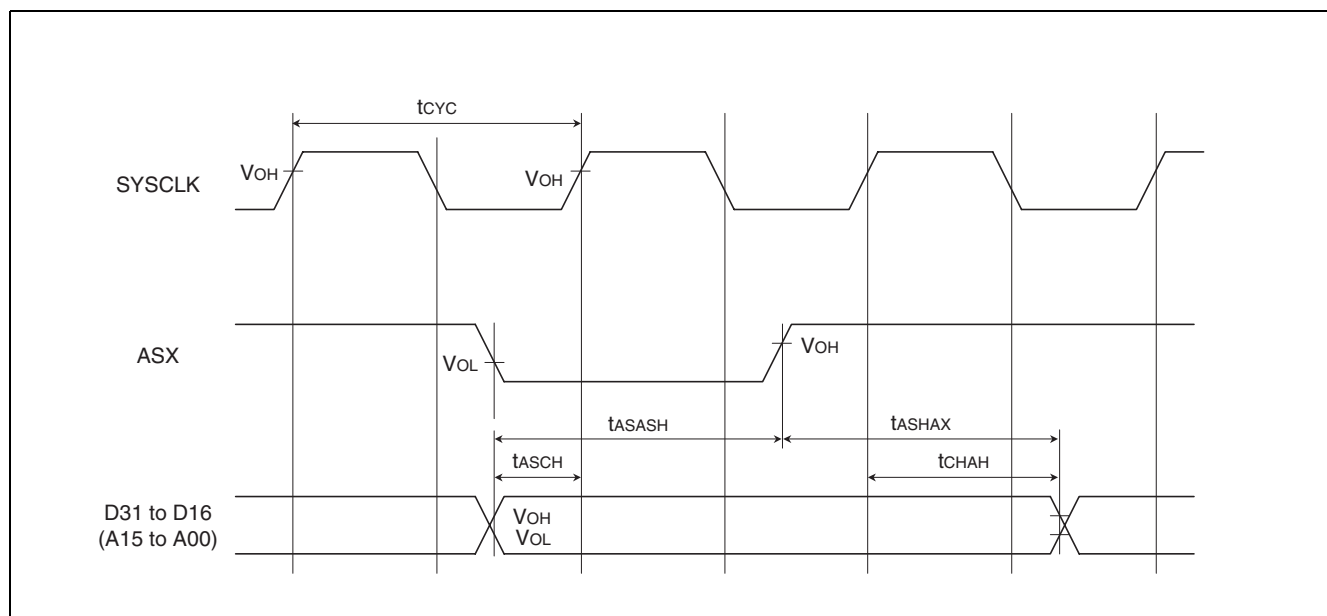 tCYC
SYSCLK
VOH
VOH
ASX
VOL
VOH
tASASH
tASHAX
tASCH
tCHAH
D31 to D16
(A15 to A00)
VOH
VOL